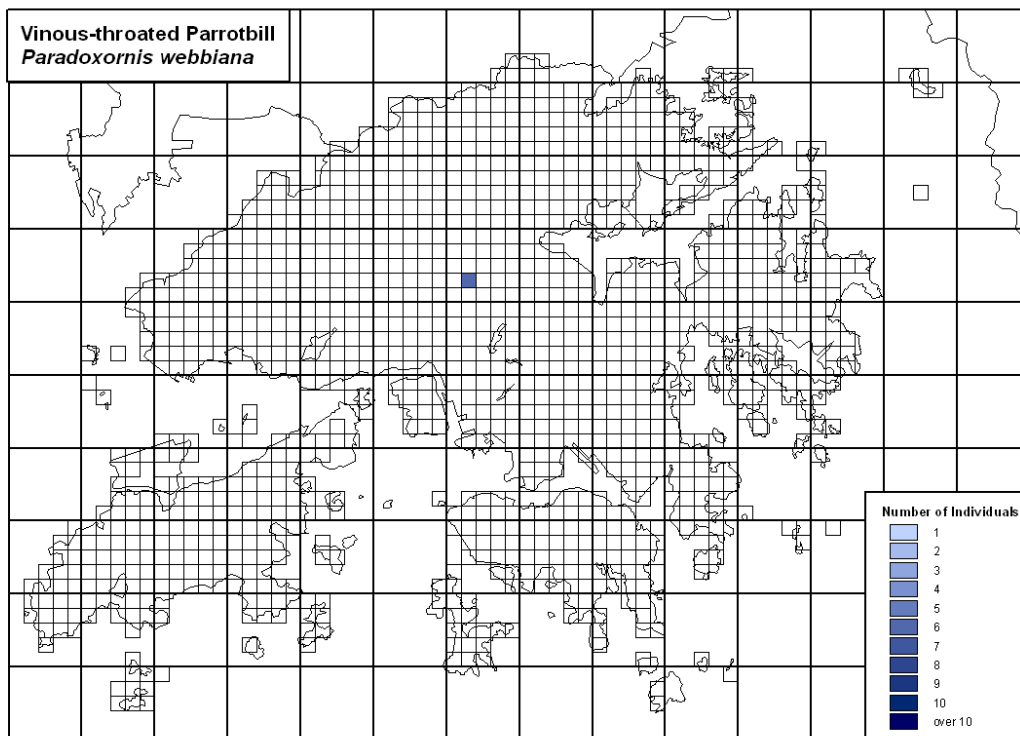 Vinous-throated Parrotbill
Paradoxornis webbiana
Number of Individuals
1
2
3
4
5
6
7
8
9
10
over 10